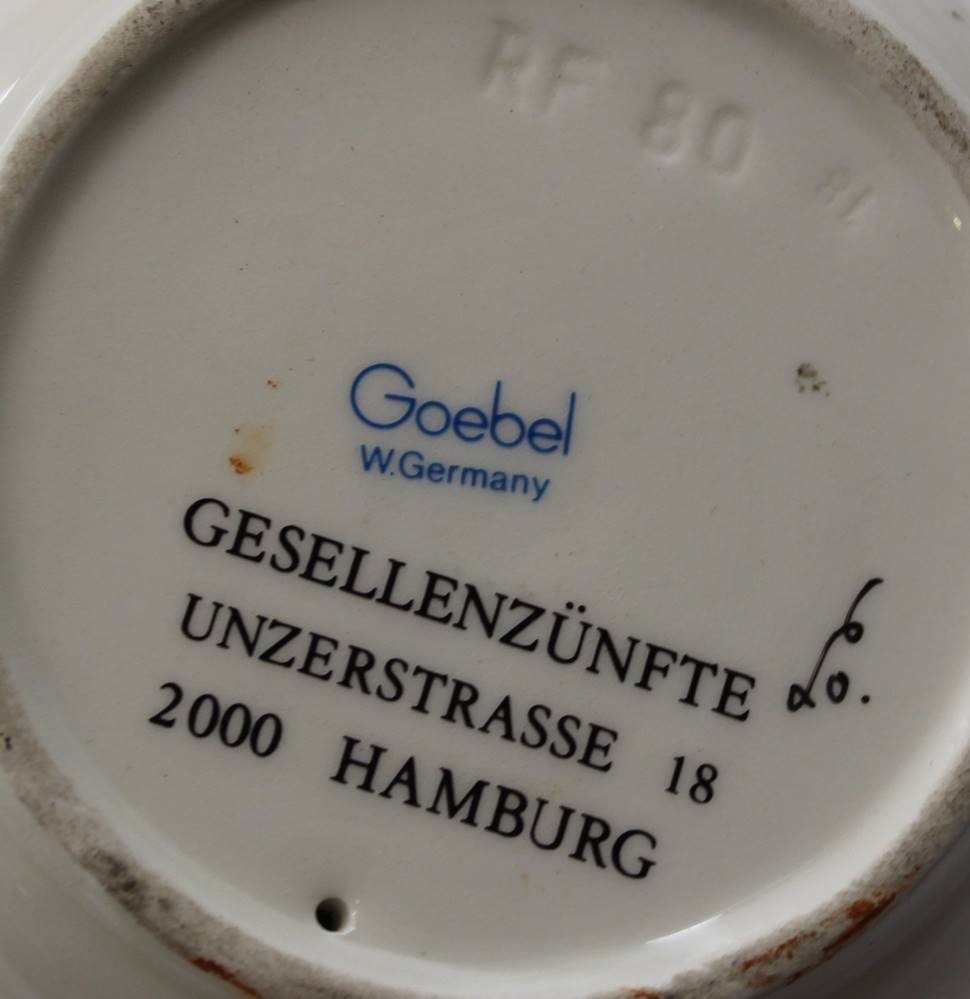 RF 80
Goebel
W.Germany
GESELLENZÜNFTE
UNZERSTRASSE 18
2000 HAMBURG